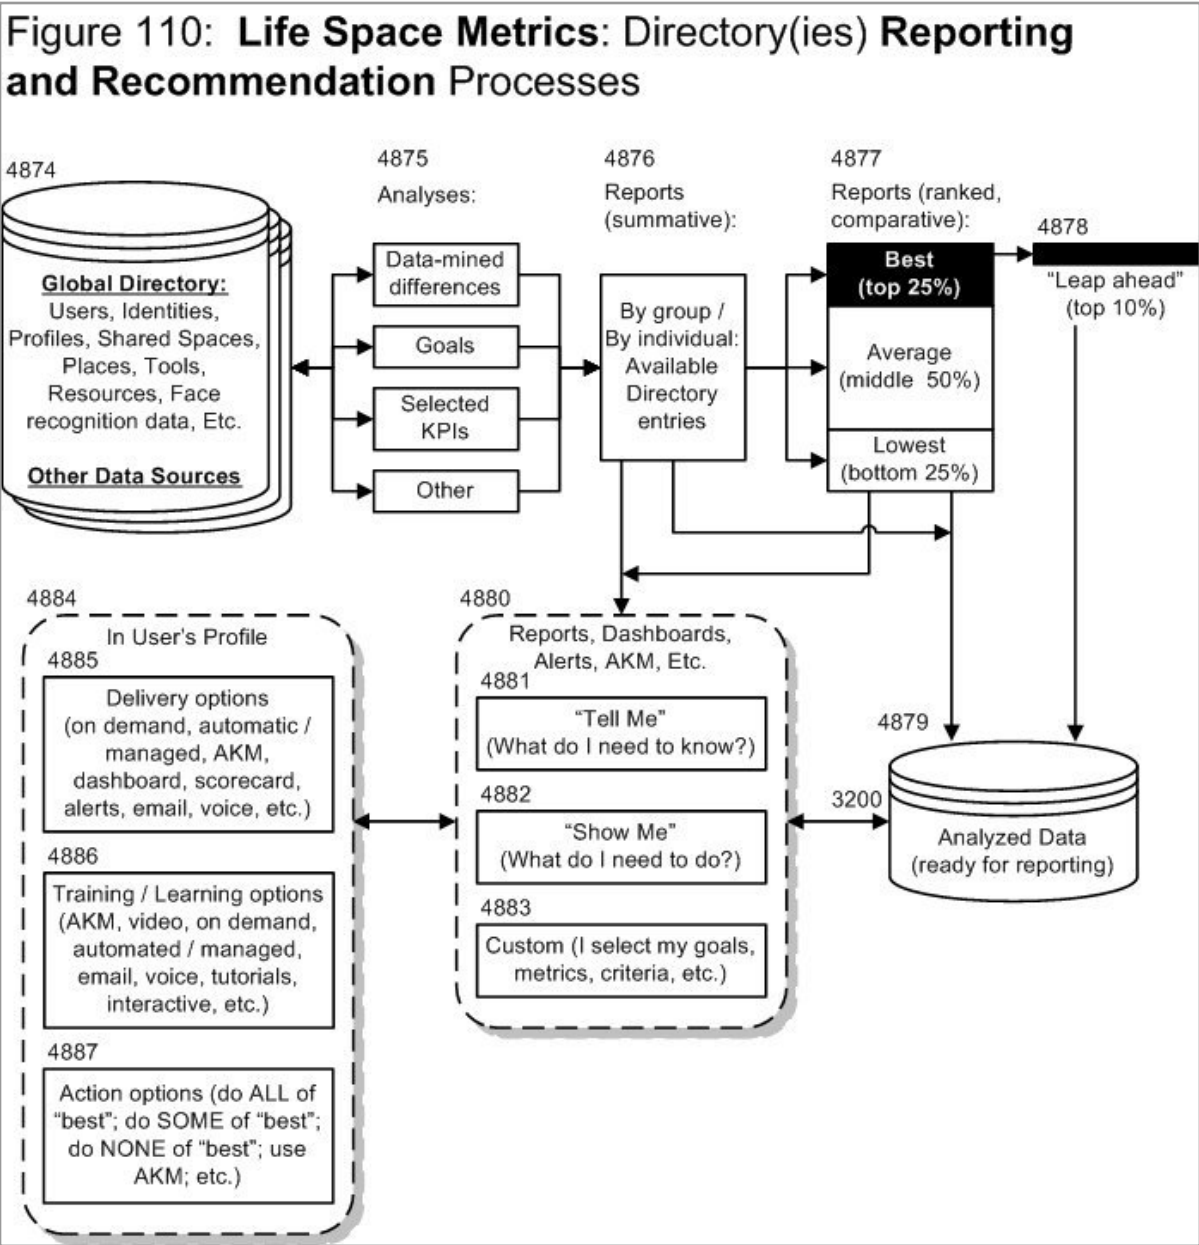 Figure 110: Life Space Metrics: Directory(ies) Reporting
and Recommendation Processes
4874
Global Directory:
Users, Identities,
Profiles, Shared Spaces,
Places, Tools,
Resources, Face
recognition data, Etc.
Other Data Sources
4875
Analyses:
Data-mined
differences
Goals
Selected
KPIs
Other
4876
Reports
(summative):
By group /
By individual:
Available
Directory
entries
4877
Reports (ranked,
comparative):
Best
(top 25%)
Average
(middle 50%)
Lowest
(bottom 25%)
4878
“Leap ahead”
(top 10%)
4884
In User's Profile
4885
Delivery options
(on demand, automatic /
managed, AKM,
dashboard, scorecard,
alerts, email, voice, etc.)
4886
Training / Learning options
(AKM, video, on demand,
automated / managed,
email, voice, tutorials,
interactive, etc.)
4887
Action options (do ALL of
“best”; do SOME of “best”;
do NONE of “best”; use
AKM; etc.)
4880
Reports, Dashboards,
Alerts, AKM, Etc.
4881
“Tell Me”
(What do I need to know?)
4882
“Show Me”
(What do I need to do?)
4883
Custom (I select my goals,
metrics, criteria, etc.)
3200
4879
Analyzed Data
(ready for reporting)